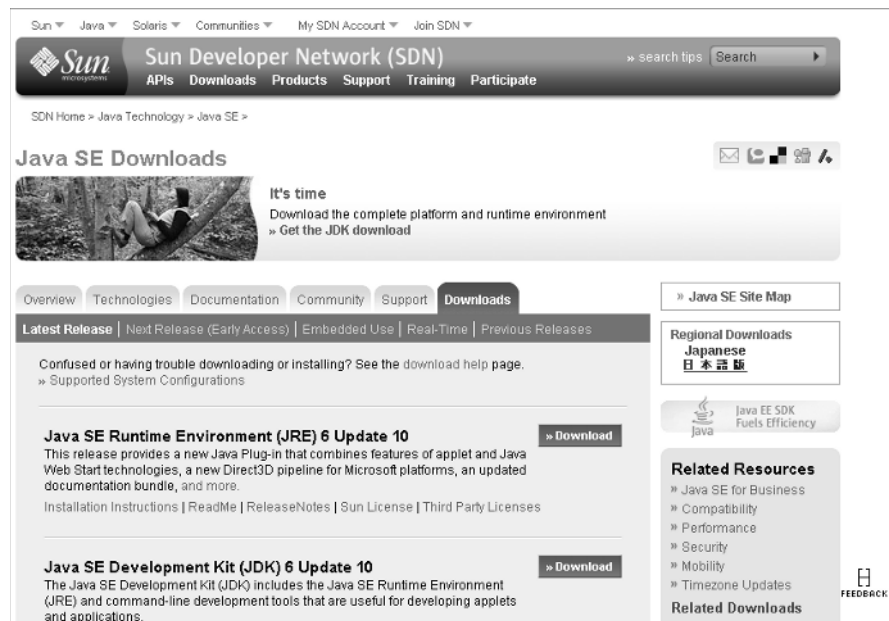 Sun Java Solaris Communities My SDN Account Join SDN
Sun microsystems
Sun Developer Network (SDN)
» search tips Search
APIs Downloads Products Support Training Participate
SDN Home > Java Technology > Java SE >
Java SE Downloads
It's time
Download the complete platform and runtime environment
» Get the JDK download
Overview Technologies Documentation Community Support Downloads
Latest Release | Next Release (Early Access) | Embedded Use | Real-Time | Previous Releases
Confused or having trouble downloading or installing? See the download help page.
» Supported System Configurations
Java SE Runtime Environment (JRE) 6 Update 10
» Download
This release provides a new Java Plug-in that combines features of applet and Java
Web Start technologies, a new Direct3D pipeline for Microsoft platforms, an updated
documentation bundle, and more.
Installation Instructions | ReadMe | ReleaseNotes | Sun License | Third Party Licenses
Java SE Development Kit (JDK) 6 Update 10
» Download
The Java SE Development Kit (JDK) includes the Java SE Runtime Environment
(JRE) and command-line development tools that are useful for developing applets
and applications.
» Java SE Site Map
Regional Downloads
Japanese
日本語版
Java
Java EE SDK
Fuels Efficiency
Related Resources
» Java SE for Business
» Compatibility
» Performance
» Security
» Mobility
» Timezone Updates
Related Downloads
FEEDBACK